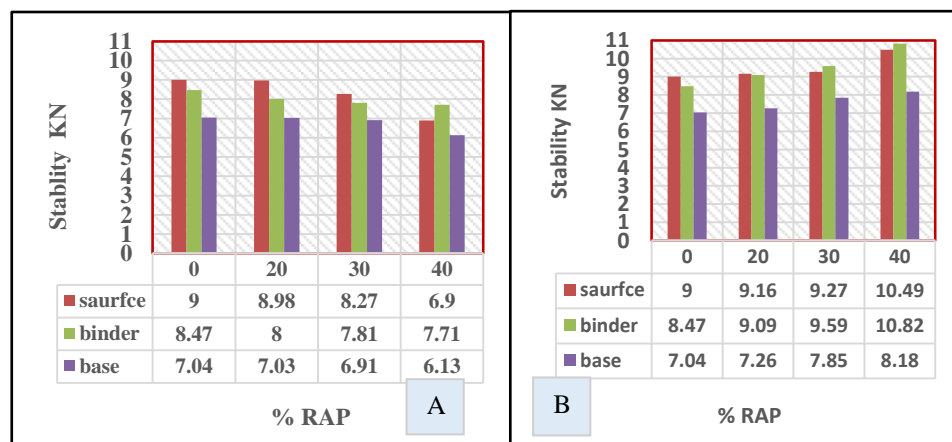 11
10
9
8
7
6
5
4
3
2
1
0
Stablity KN
0 20 30 40
saurfce 9 8.98 8.27 6.9
binder 8.47 8 7.81 7.71
base 7.04 7.03 6.91 6.13
% RAP
A
11
10
9
8
7
6
5
4
3
2
1
0
Stability KN
0 20 30 40
saurfce 9 9.16 9.27 10.49
binder 8.47 9.09 9.59 10.82
base 7.04 7.26 7.85 8.18
% RAP
B